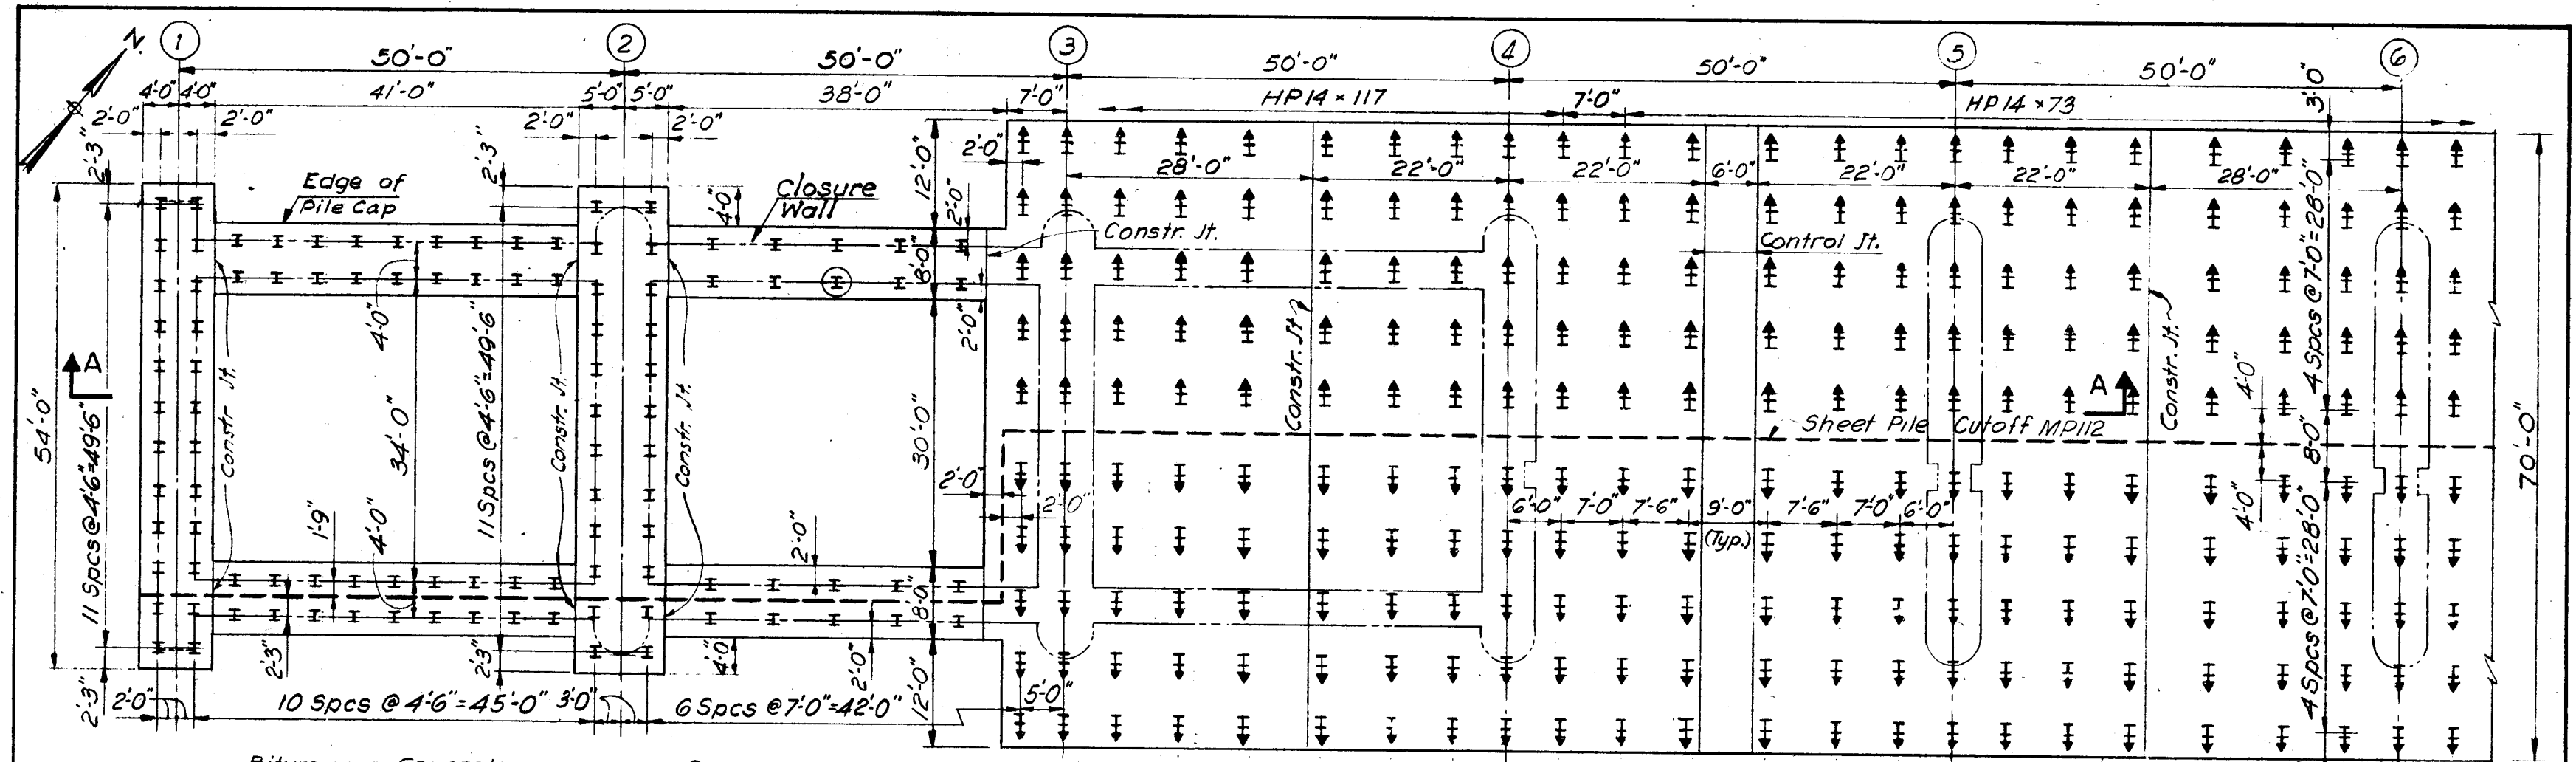 N.
1
2
3
4
5
6
50'-0"
50'-0"
50'-0"
50'-0"
50'-0"
4'-0"
4'-0"
41'-0"
5'-0"
5'-0"
38'-0"
7'-0"
HP14 × 117
7'-0"
HP14 × 73
3'-0"
2'-0"
2'-0"
2'-0"
2'-0"
2'-3"
2'-3"
12'-0"
2'-0"
28'-0"
22'-0"
22'-0"
6'-0"
22'-0"
22'-0"
28'-0"
Edge of
Pile Cap
Closure
Wall
4'-0"
2'-0"
Constr. Jt.
Control Jt.
8'-0"
2'-0"
4'-0"
11 Spcs @ 4'-6" = 49'-6"
4 Spcs @ 7'-0" = 28'-0"
A
A
54'-0"
11 Spcs @ 4'-6" = 49'-6"
Constr. Jt.
34'-0"
Constr. Jt.
Constr. Jt.
30'-0"
Constr. Jt.
Constr. Jt.
4'-0"
Sheet Pile Cutoff MP112
8'-0"
70'-0"
4'-0"
2'-0"
2'-0"
6'-0"
7'-0"
7'-6"
9'-0"
7'-6"
7'-0"
6'-0"
(Typ.)
1'-9"
4'-0"
2'-0"
8'-0"
2'-3"
2'-3"
4'-0"
2'-0"
12'-0"
4 Spcs @ 7'-0" = 28'-0"
2'-3"
2'-0"
10 Spcs @ 4'-6" = 45'-0"
3'-0"
6 Spcs @ 7'-0" = 42'-0"
5'-0"